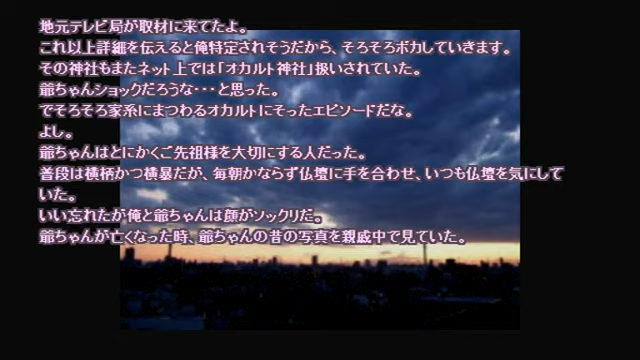 地元テレビ局が取材に来てたよ。
これ以上詳細を伝えると俺特定されそうだから、そろそろボカしていきます。
その神社もまたネット上では「オカルト神社」扱いされていた。
爺ちゃんショックだろうな・・・と思った。
でそろそろ家系にまつわるオカルトにそったエピソードだな。
よし。
爺ちゃんはとにかくご先祖様を大切にする人だった。
普段は横柄かつ横暴だが、毎朝かならず仏壇に手を合わせ、いつも仏壇を気にして
いた。
いい忘れたが俺と爺ちゃんは顔がソックリだ。
爺ちゃんが亡くなった時、爺ちゃんの昔の写真を親戚中で見ていた。